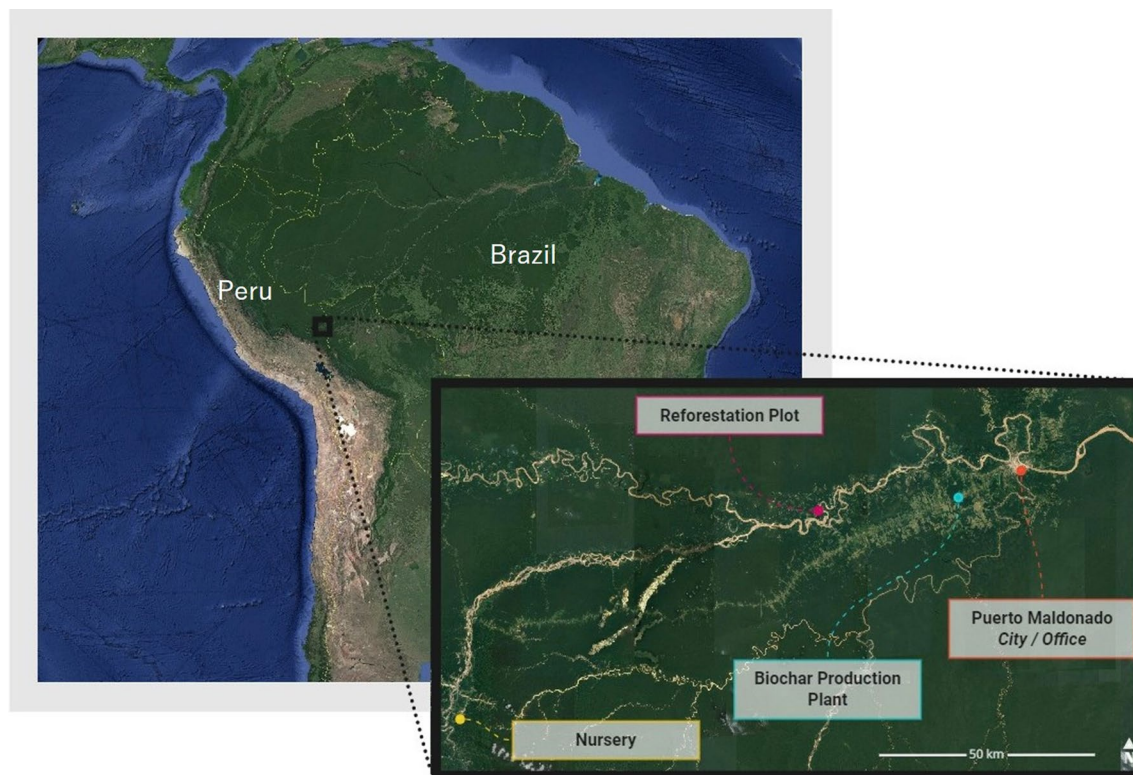 Brazil
Peru
Reforestation Plot
Puerto Maldonado
City / Office
Biochar Production
Plant
Nursery
50 km
N